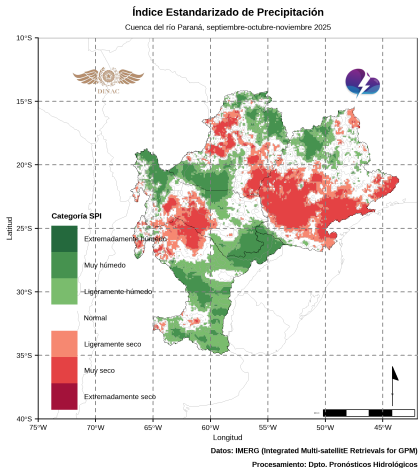 Índice Estandarizado de Precipitación
Cuenca del río Paraná, septiembre-octubre-noviembre 2025
10°S
15°S
20°S
25°S
30°S
35°S
40°S
Latitud
DINAC
Categoría SPI
Extremadamente húmedo
Muy húmedo
Ligeramente húmedo
Normal
Ligeramente seco
Muy seco
Extremadamente seco
75°W 70°W 65°W 60°W 55°W 50°W 45°W
Longitud
Datos: IMERG (Integrated Multi-satellitE Retrievals for GPM)
Procesamiento: Dpto. Pronósticos Hidrológicos